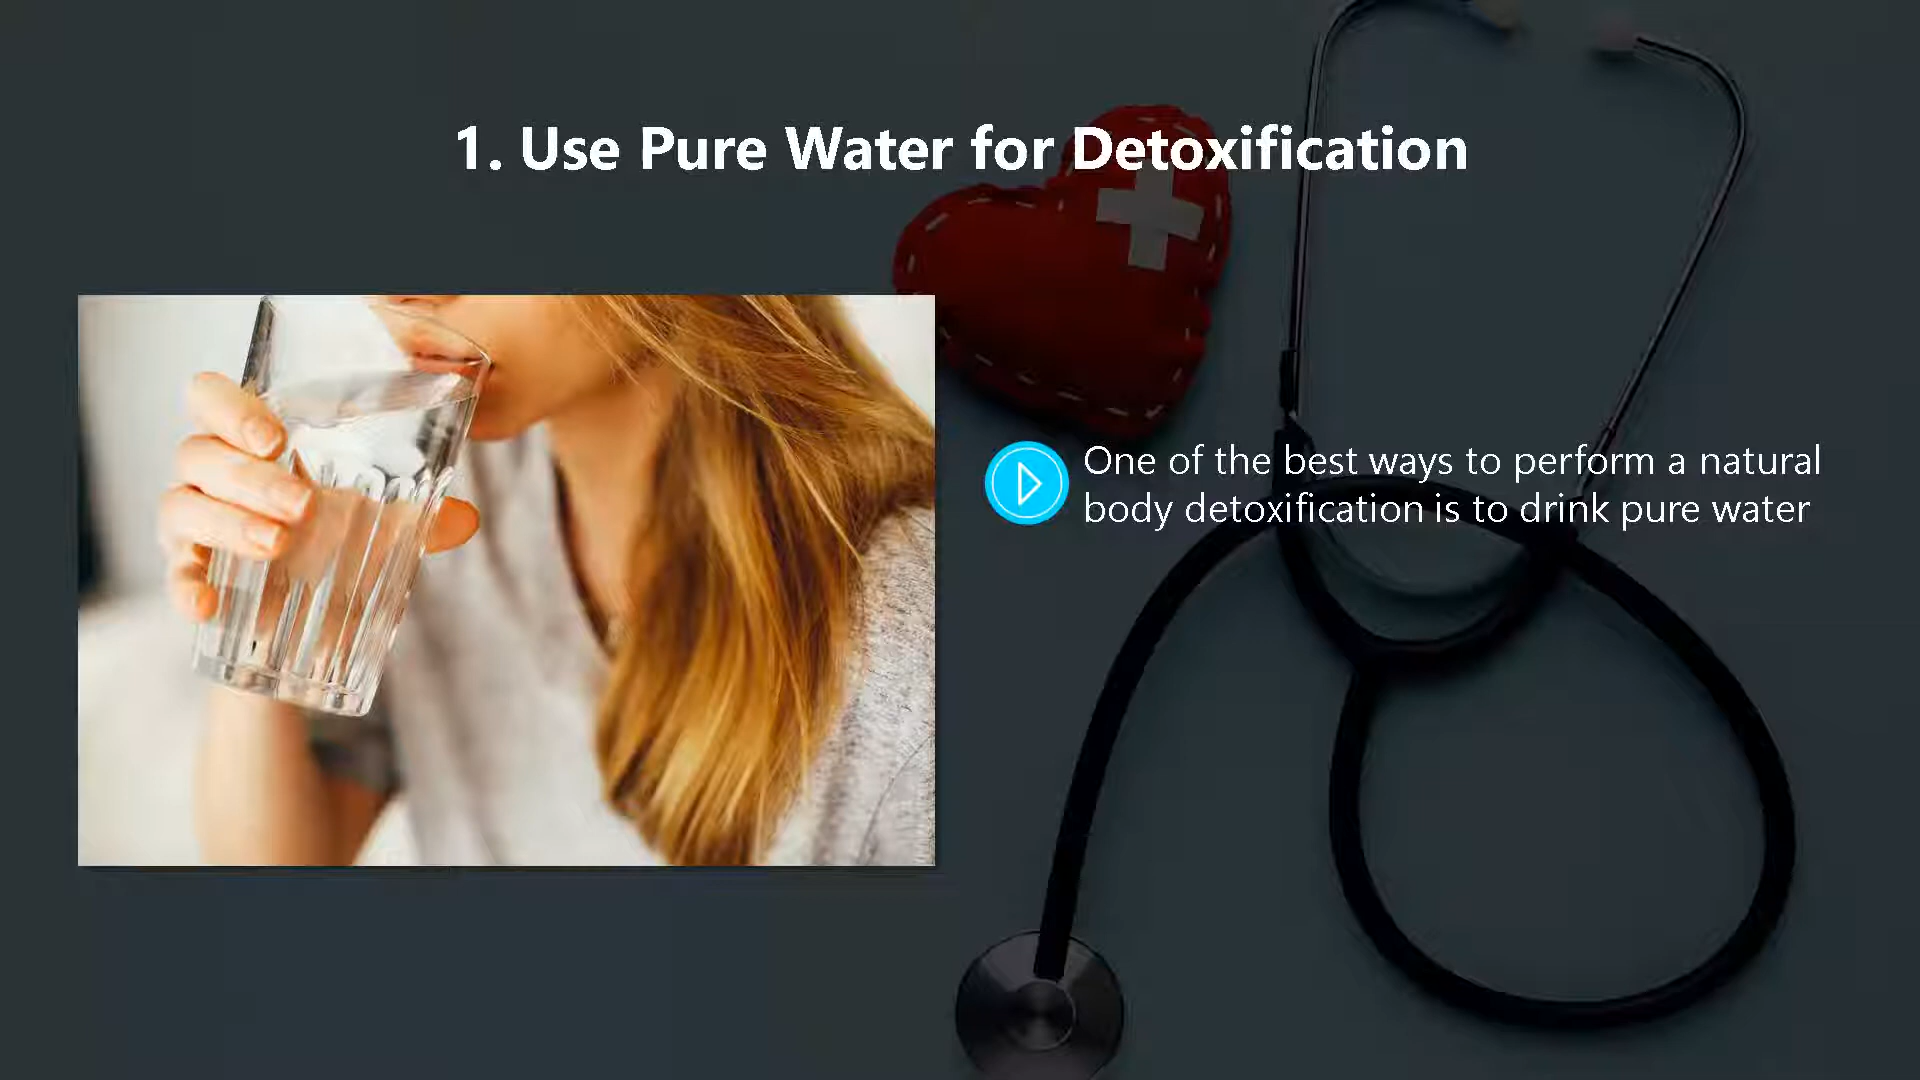 1. Use Pure Water for Detoxification
One of the best ways to perform a natural
body detoxification is to drink pure water